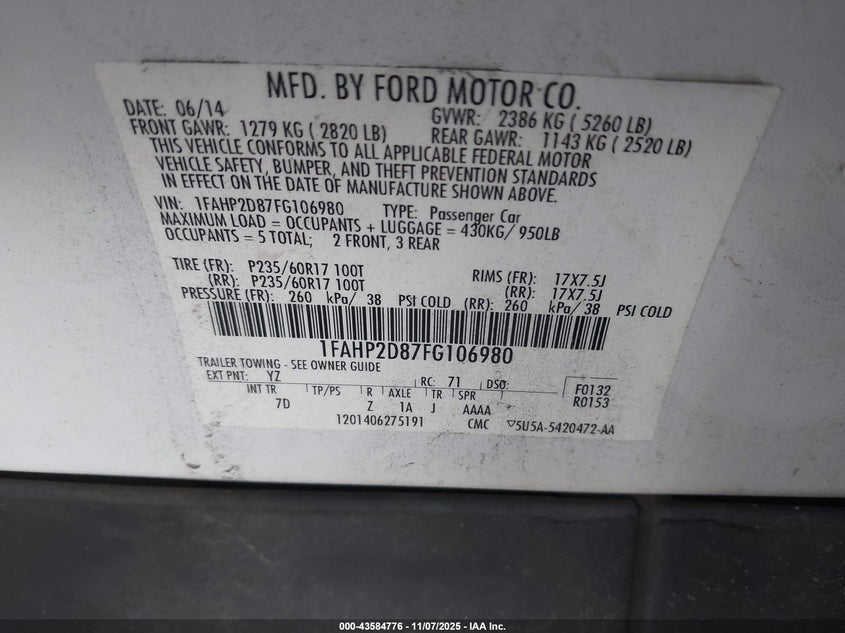 MFD. BY FORD MOTOR CO.
DATE: 06/14 GVWR: 2386 KG ( 5260 LB)
FRONT GAWR: 1279 KG ( 2820 LB) REAR GAWR: 1143 KG ( 2520 LB)
THIS VEHICLE CONFORMS TO ALL APPLICABLE FEDERAL MOTOR
VEHICLE SAFETY, BUMPER, AND THEFT PREVENTION STANDARDS
IN EFFECT ON THE DATE OF MANUFACTURE SHOWN ABOVE.
VIN: 1FAHP2D87FG106980 TYPE: Passenger Car
MAXIMUM LOAD = OCCUPANTS + LUGGAGE = 430KG/ 950LB
OCCUPANTS = 5 TOTAL; 2 FRONT, 3 REAR
TIRE (FR): P235/60R17 100T RIMS (FR): 17X7.5J
(RR): P235/60R17 100T (RR): 17X7.5J
PRESSURE (FR): 260 kPa/ 38 PSI COLD (RR): 260 kPa/ 38 PSI COLD
1FAHP2D87FG106980
TRAILER TOWING - SEE OWNER GUIDE
EXT PNT: YZ RC: 71 DSO: F0132
INT TR TP/PS R AXLE TR SPR R0153
7D Z 1A J AAAA
1201406275191 CMC ▽5U5A-5420472-AA
000-43584776 - 11/07/2025 - IAA Inc.